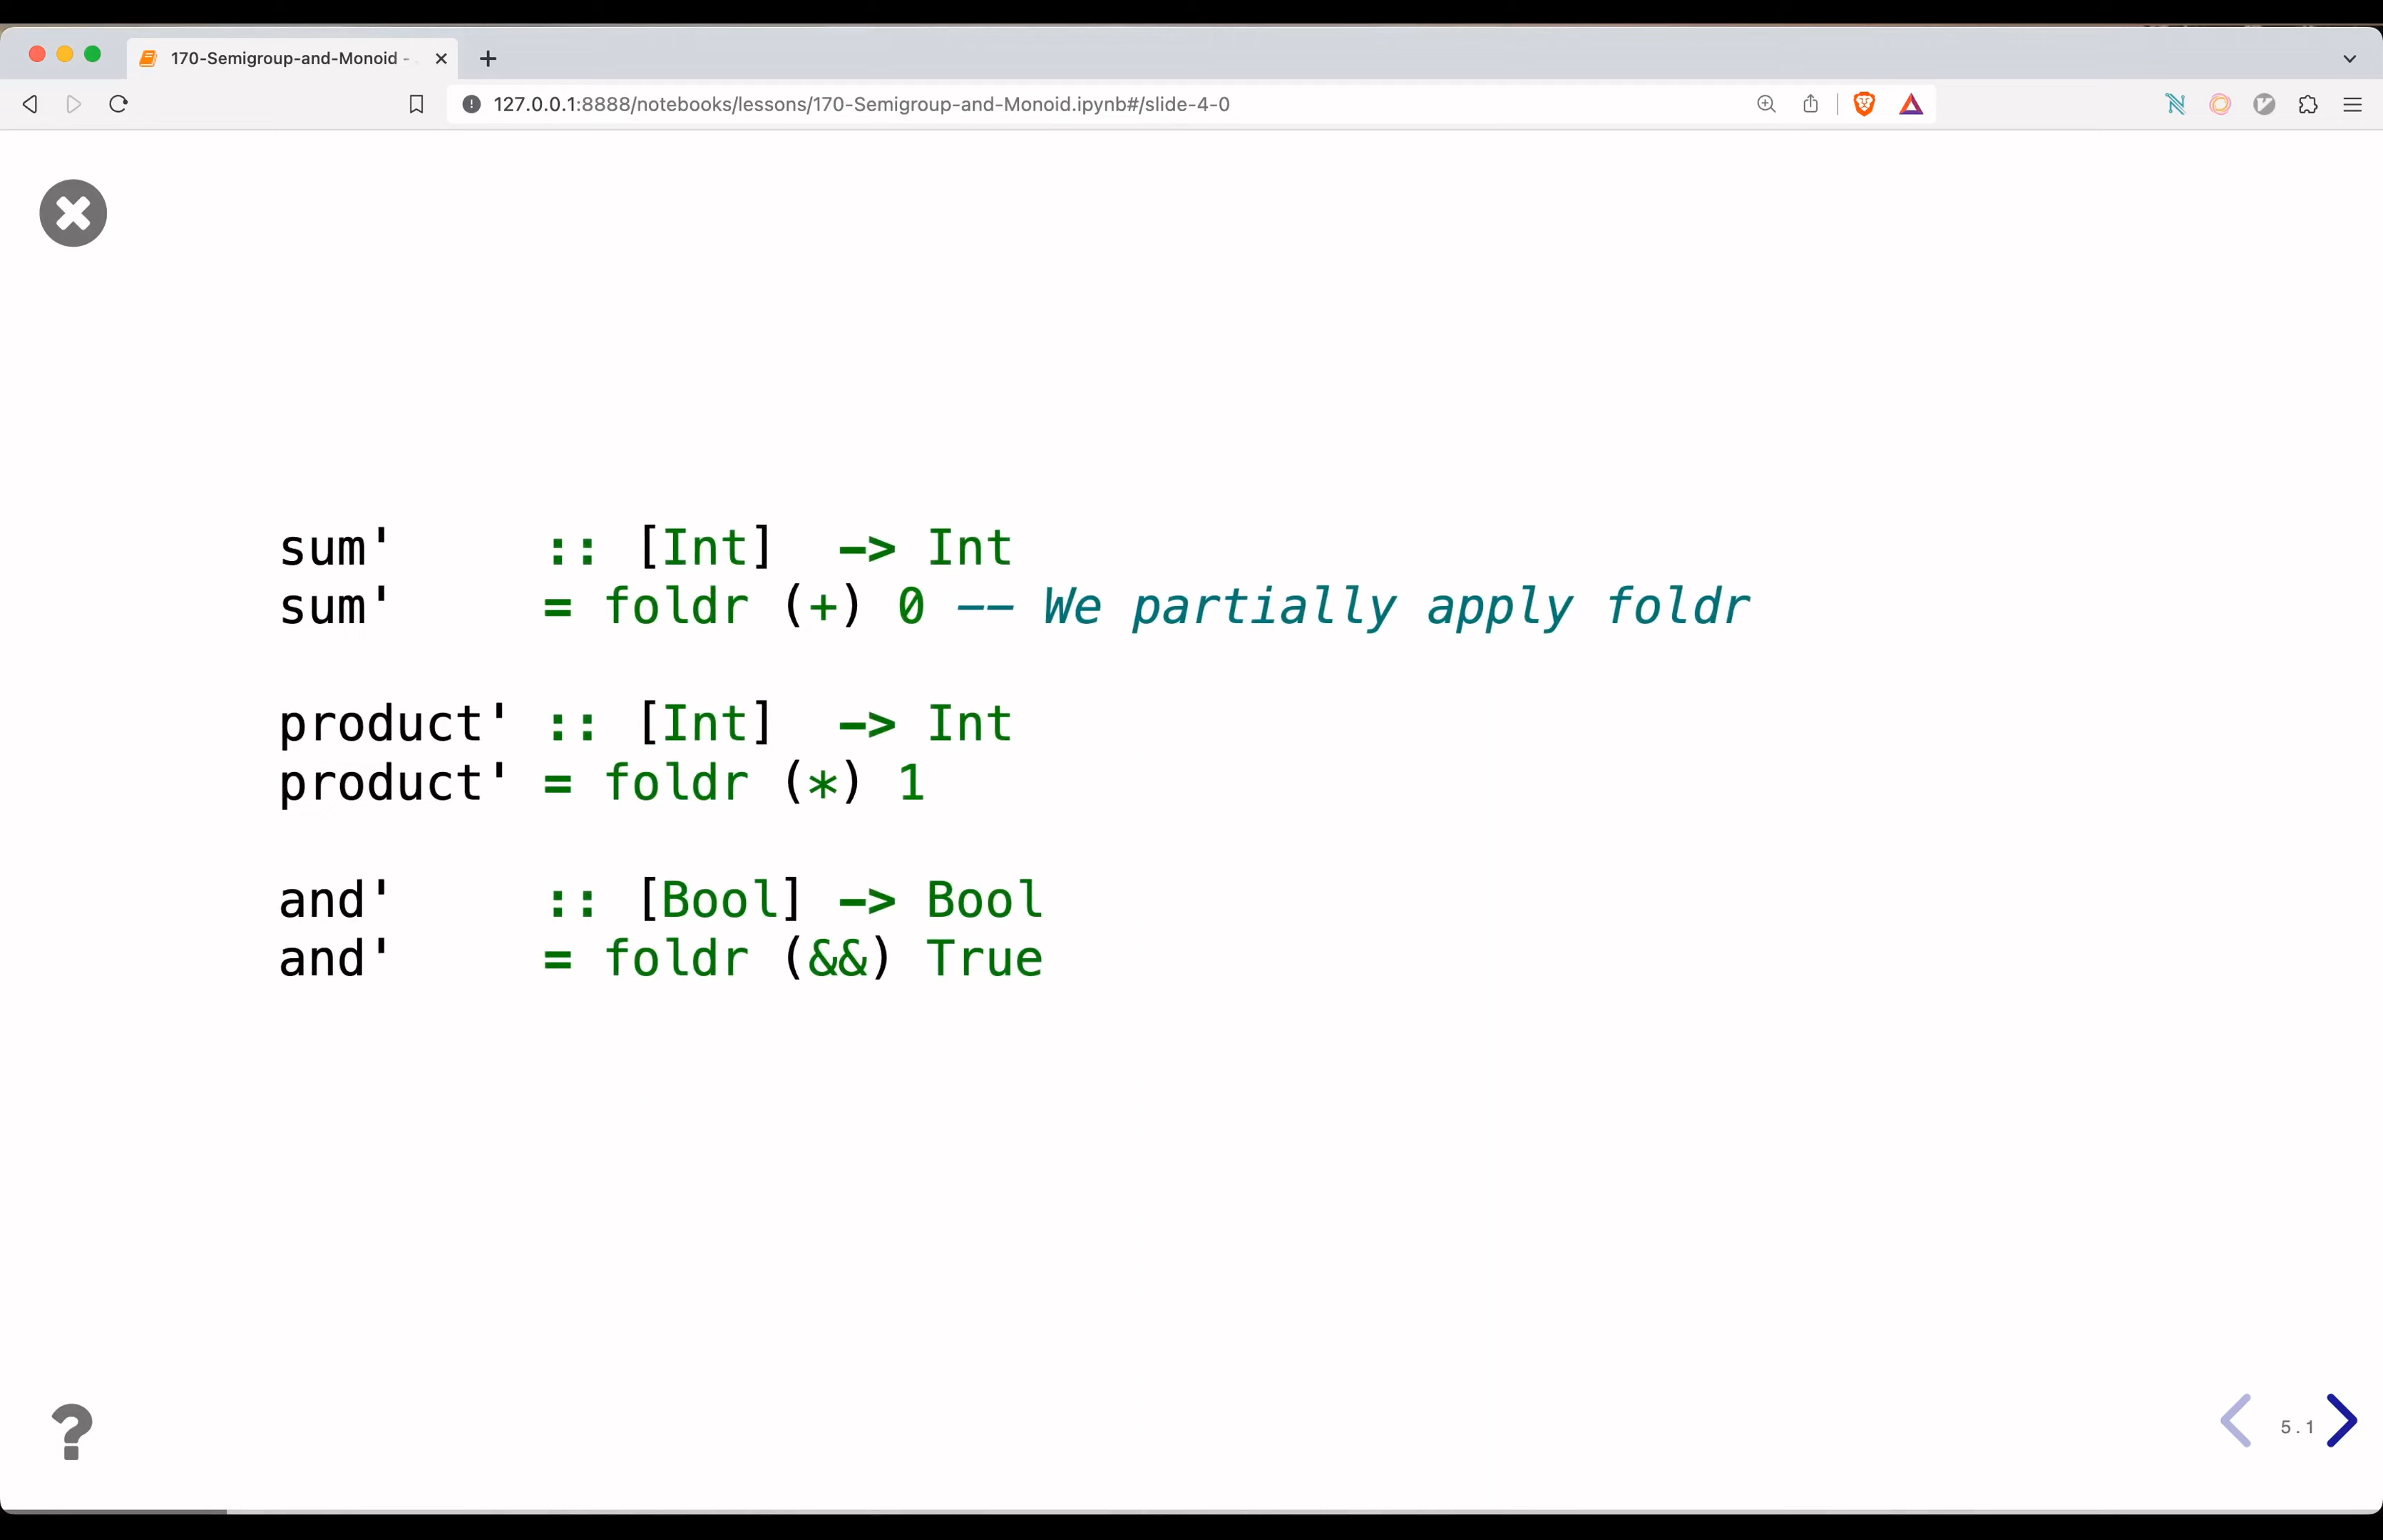 170-Semigroup-and-Monoid -
127.0.0.1:8888/notebooks/lessons/170-Semigroup-and-Monoid.ipynb#/slide-4-0
sum'     :: [Int]  -> Int
sum'     = foldr (+) 0 -- We partially apply foldr
product' :: [Int]  -> Int
product' = foldr (*) 1
and'     :: [Bool] -> Bool
and'     = foldr (&&) True
?
5.1